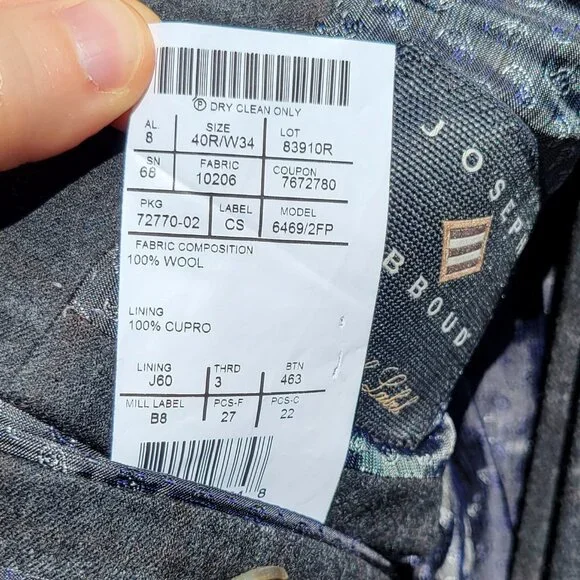 Ⓟ DRY CLEAN ONLY
AL. SIZE LOT
8 40R/W34 83910R
SN FABRIC COUPON
68 10206 7672780
PKG LABEL MODEL
72770-02 CS 6469/2FP
FABRIC COMPOSITION
100% WOOL
LINING
100% CUPRO
LINING THRD BTN
J60 3 463
MILL LABEL PCS-F PCS-C
B8 27 22
JOSEPH
BBOUD